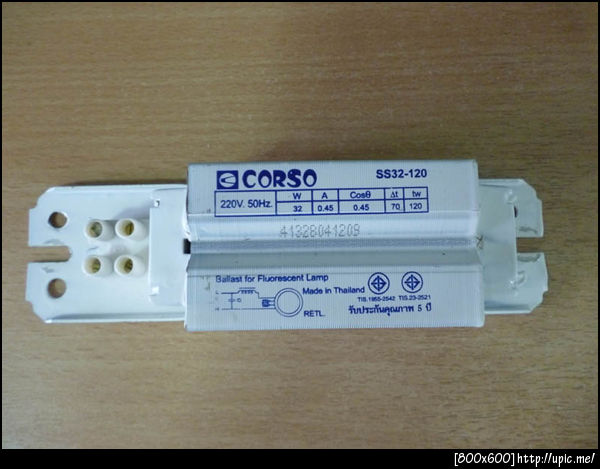 CORSO SS32-120
220V. 50Hz. W A Cosθ Δt tw
32 0.45 0.45 70 120
41328041209
Ballast for Fluorescent Lamp
Made in Thailand
TIS.1955-2542 TIS.23-2521
RETL. รับประกันคุณภาพ 5 ปี
[800x600] http://upic.me/